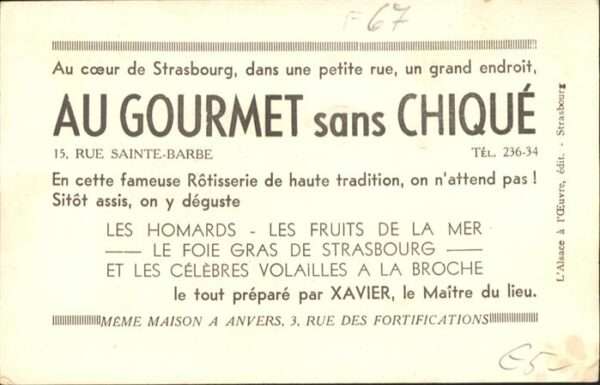 F 67
Au cœur de Strasbourg, dans une petite rue, un grand endroit,
AU GOURMET sans CHIQUÉ
15, RUE SAINTE-BARBE TÉL. 236-34
En cette fameuse Rôtisserie de haute tradition, on n'attend pas !
Sitôt assis, on y déguste
LES HOMARDS - LES FRUITS DE LA MER
— LE FOIE GRAS DE STRASBOURG —
ET LES CÉLÈBRES VOLAILLES A LA BROCHE
le tout préparé par XAVIER, le Maître du lieu.
MÊME MAISON A ANVERS, 3, RUE DES FORTIFICATIONS
L'Alsace à l'Œuvre, édit. - Strasbourg
€5-